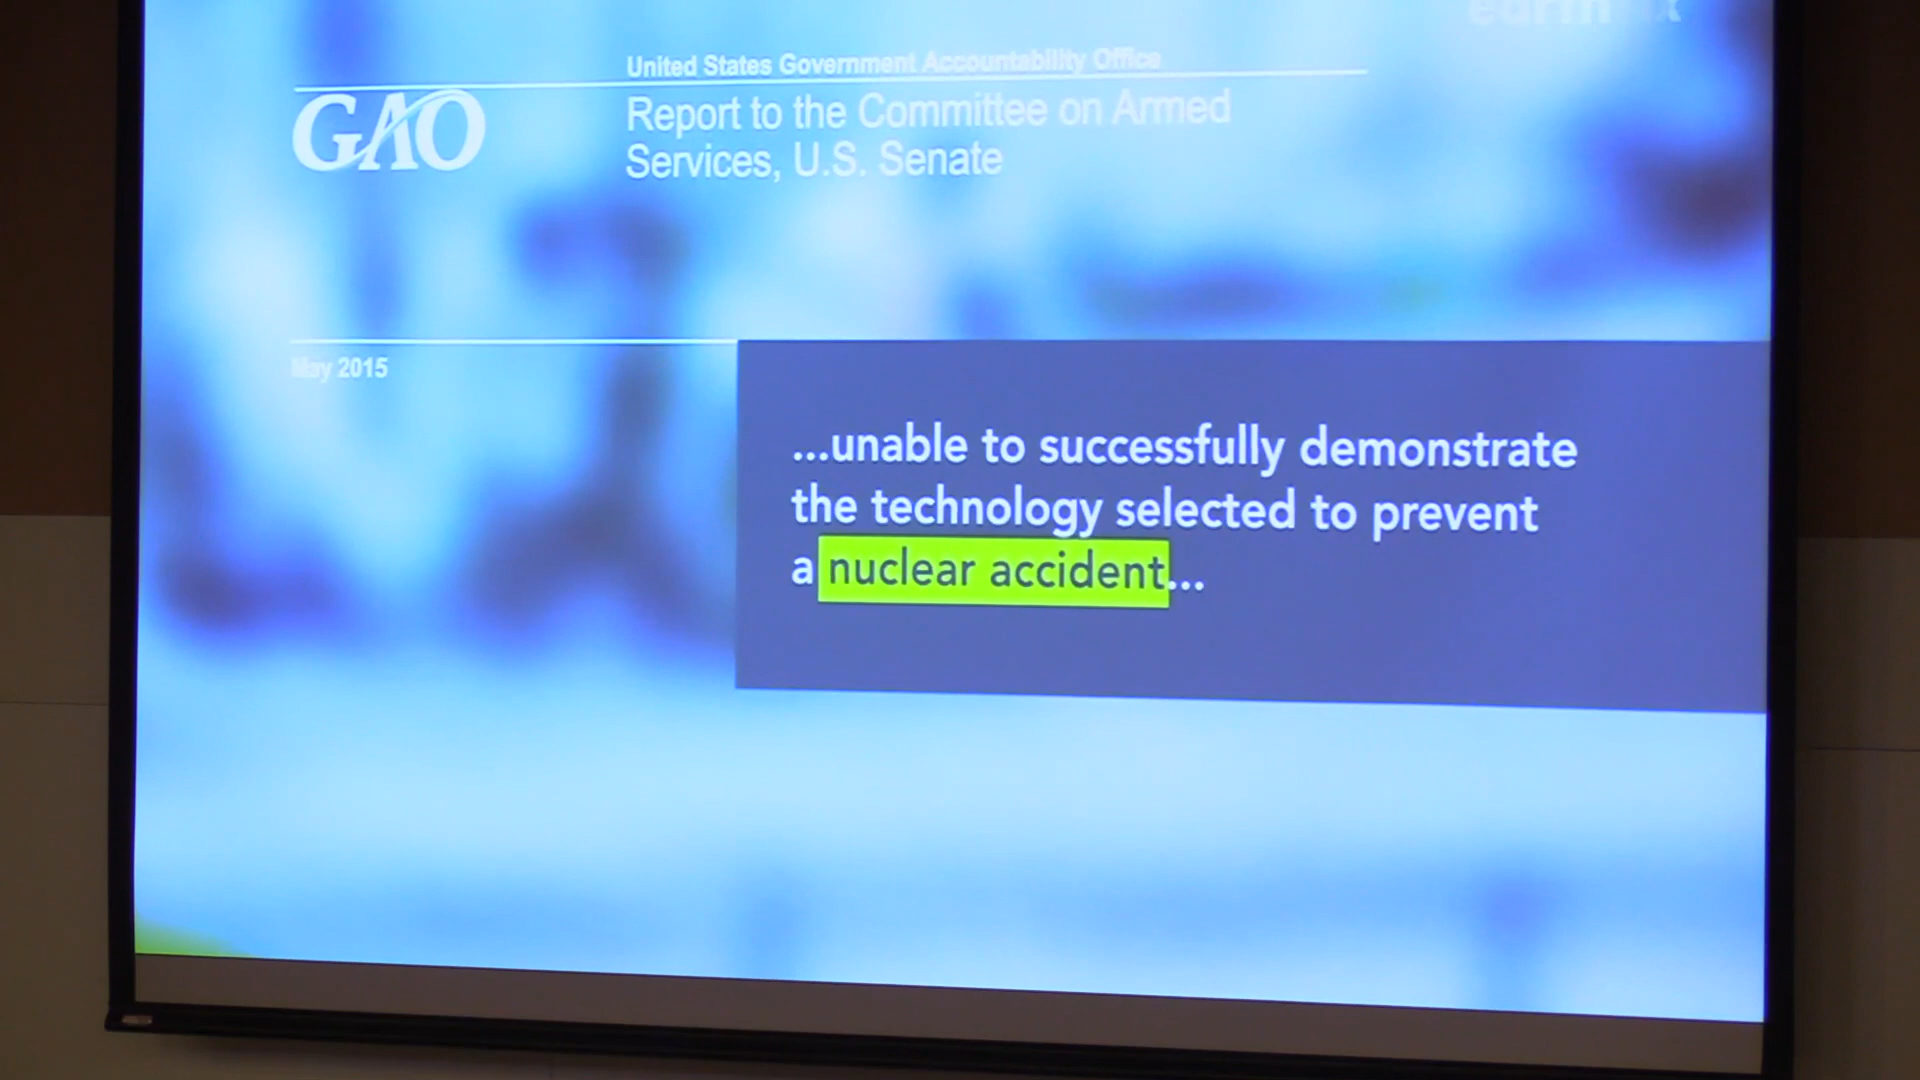 United States Government Accountability Office
GAO
Report to the Committee on Armed
Services, U.S. Senate
May 2015
...unable to successfully demonstrate
the technology selected to prevent
a nuclear accident...